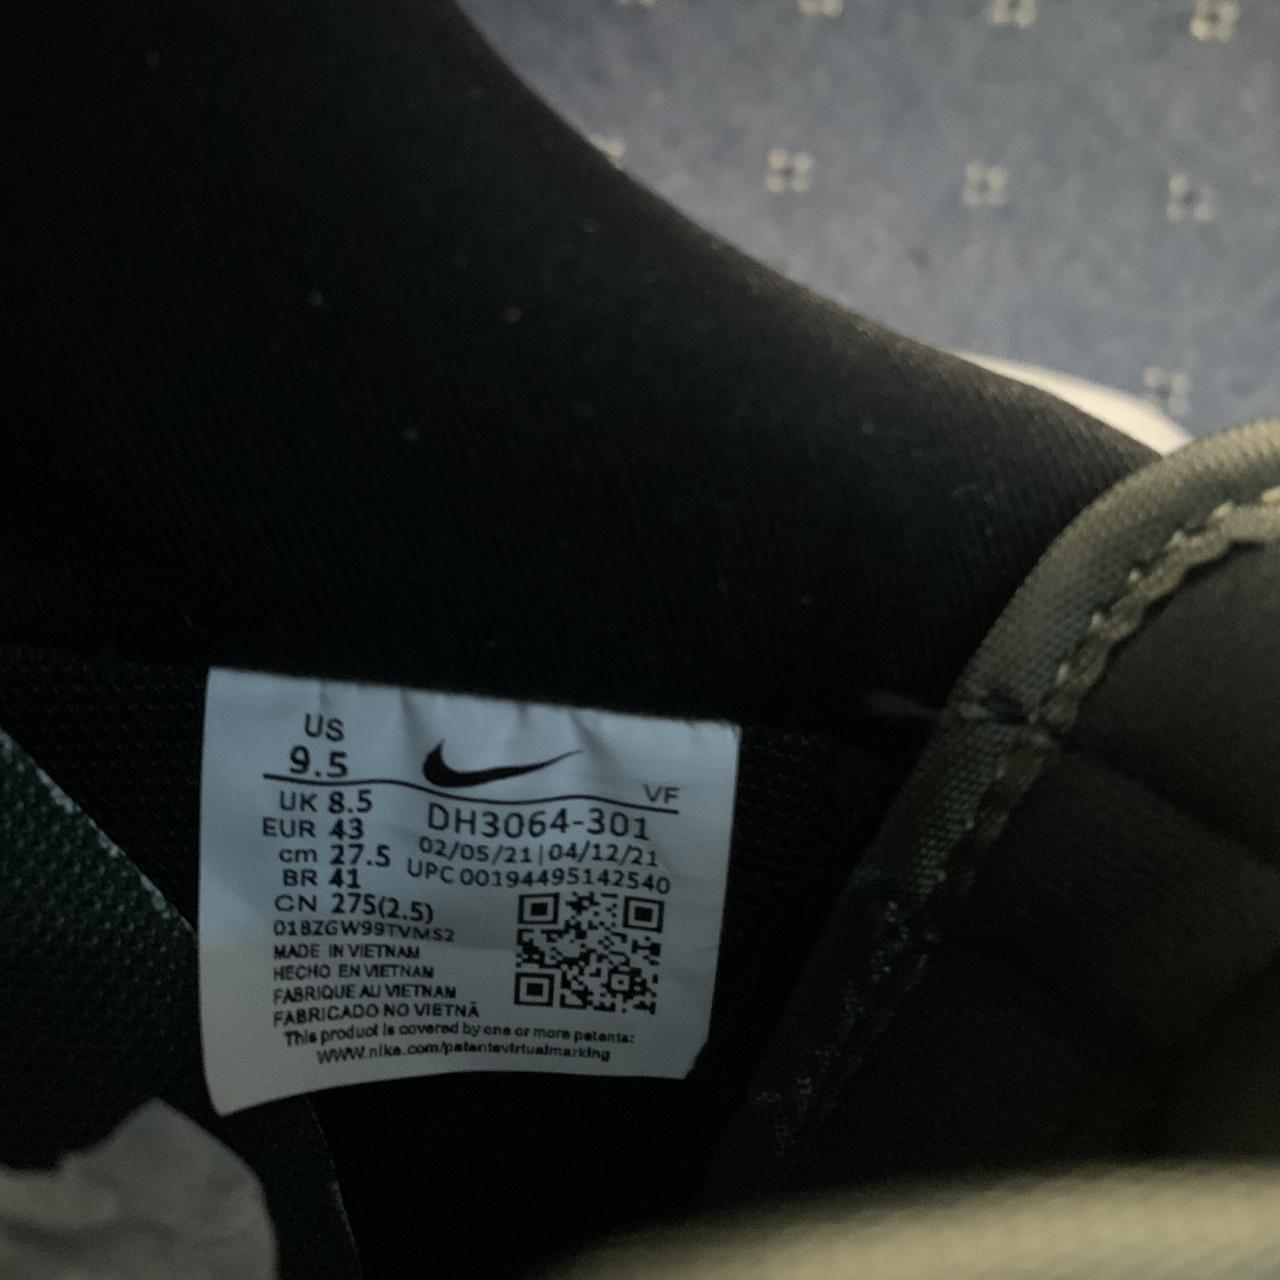 US
9.5
VF
UK 8.5
DH3064-301
EUR 43
02/05/21|04/12/21
cm 27.5
UPC 00194495142540
BR 41
CN 275(2.5)
018ZGW99TVMS2
MADE IN VIETNAM
HECHO EN VIETNAM
FABRIQUE AU VIETNAM
FABRICADO NO VIETNÃ
This product is covered by one or more patents:
WWW.nike.com/patentsvirtualmarking